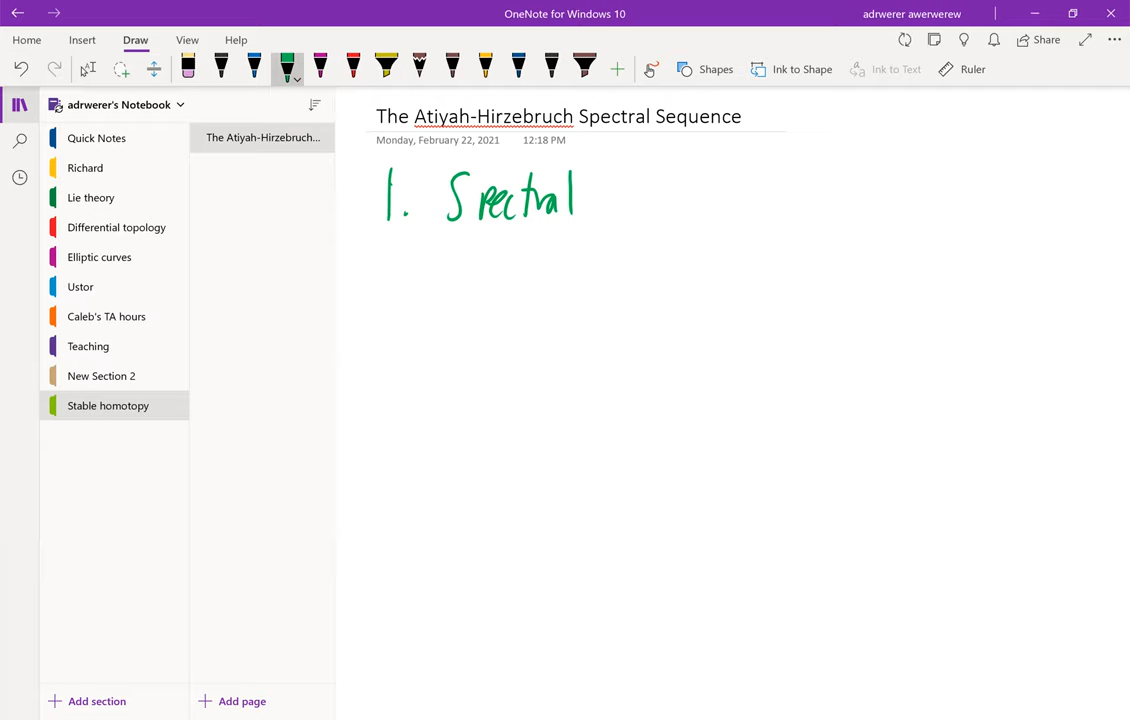 OneNote for Windows 10
adrwerer awerwerew
Home Insert Draw View Help
Share
Shapes Ink to Shape Ink to Text Ruler
adrwerer's Notebook
Quick Notes
Richard
Lie theory
Differential topology
Elliptic curves
Ustor
Caleb's TA hours
Teaching
New Section 2
Stable homotopy
Add section
The Atiyah-Hirzebruch...
Add page
The Atiyah-Hirzebruch Spectral Sequence
Monday, February 22, 2021 12:18 PM
1. Spectral